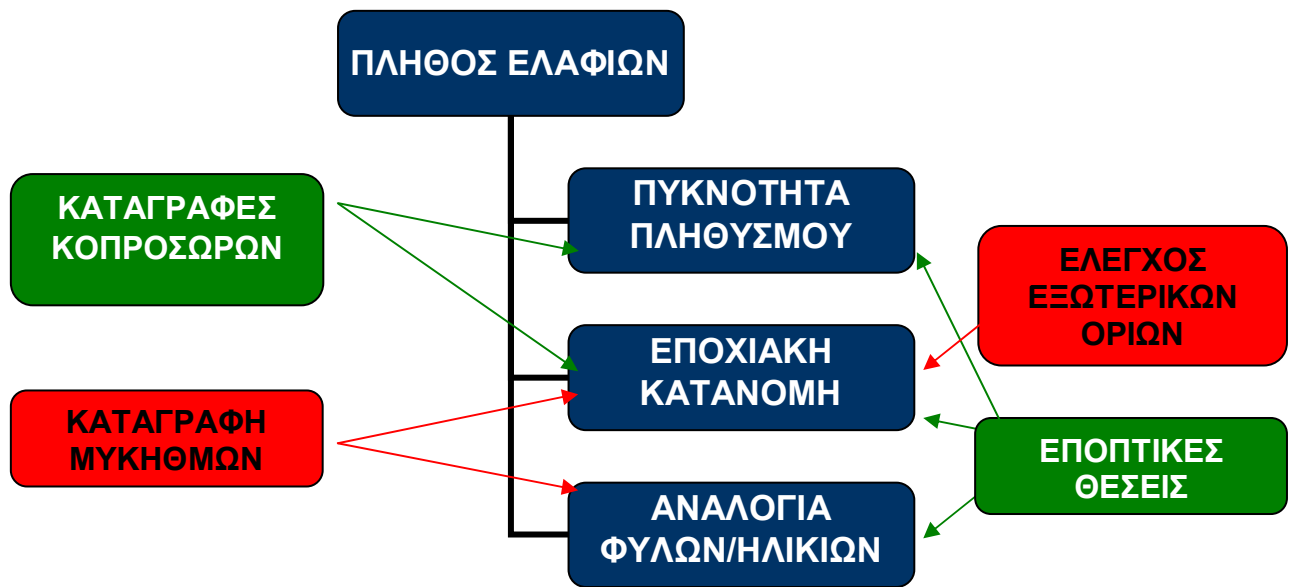 ΠΛΗΘΟΣ ΕΛΑΦΙΩΝ
ΚΑΤΑΓΡΑΦΕΣ
ΚΟΠΡΟΣΩΡΩΝ
ΠΥΚΝΟΤΗΤΑ
ΠΛΗΘΥΣΜΟΥ
ΕΛΕΓΧΟΣ
ΕΞΩΤΕΡΙΚΩΝ
ΟΡΙΩΝ
ΕΠΟΧΙΑΚΗ
ΚΑΤΑΝΟΜΗ
ΚΑΤΑΓΡΑΦΗ
ΜΥΚΗΘΜΩΝ
ΕΠΟΠΤΙΚΕΣ
ΘΕΣΕΙΣ
ΑΝΑΛΟΓΙΑ
ΦΥΛΩΝ/ΗΛΙΚΙΩΝ